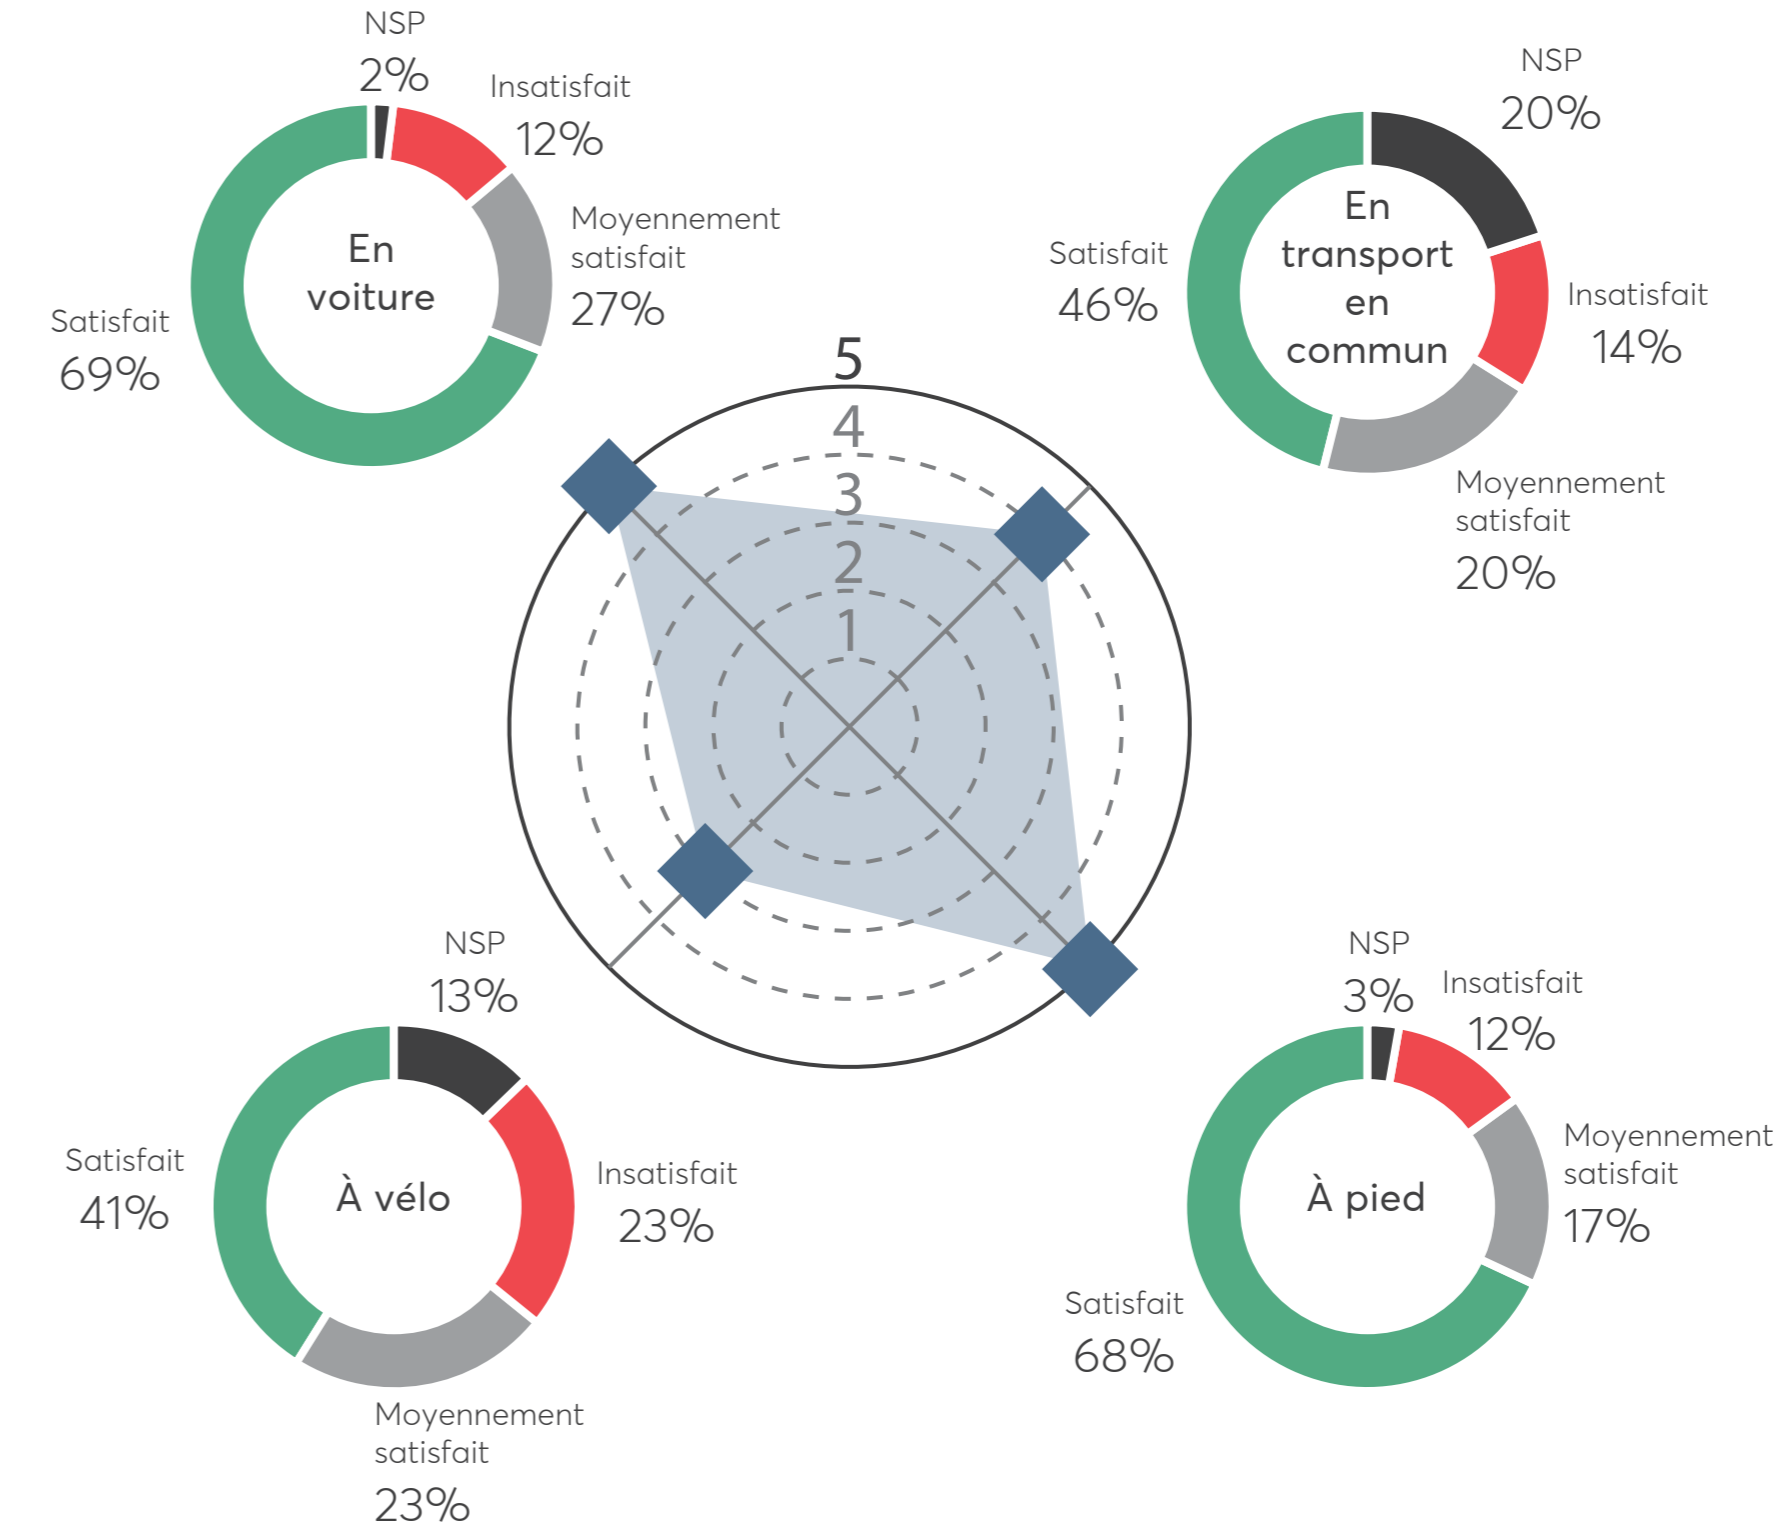 NSP
2%
Insatisfait
12%
Moyennement
satisfait
27%
Satisfait
69%
En
voiture
NSP
20%
Insatisfait
14%
Moyennement
satisfait
20%
Satisfait
46%
En
transport
en
commun
5
4
3
2
1
NSP
13%
Insatisfait
23%
Moyennement
satisfait
23%
Satisfait
41%
À vélo
NSP
3%
Insatisfait
12%
Moyennement
satisfait
17%
Satisfait
68%
À pied